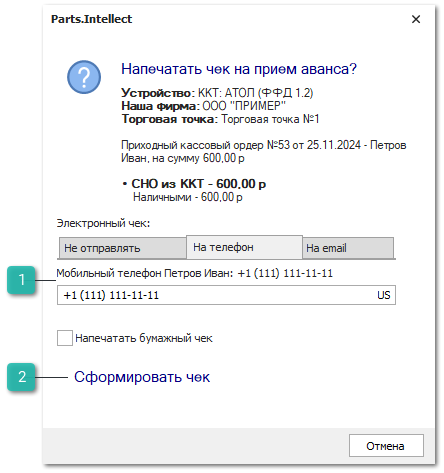 Parts.Intellect
Напечатать чек на прием аванса?
Устройство: ККТ: АТОЛ (ФФД 1.2)
Наша фирма: ООО "ПРИМЕР"
Торговая точка: Торговая точка №1
Приходный кассовый ордер №53 от 25.11.2024 - Петров
Иван, на сумму 600,00 р
• СНО из ККТ - 600,00 р
Наличными - 600,00 р
Электронный чек:
Не отправлять На телефон На email
1 Мобильный телефон Петров Иван: +1 (111) 111-11-11
+1 (111) 111-11-11 US
Напечатать бумажный чек
2 Сформировать чек
Отмена